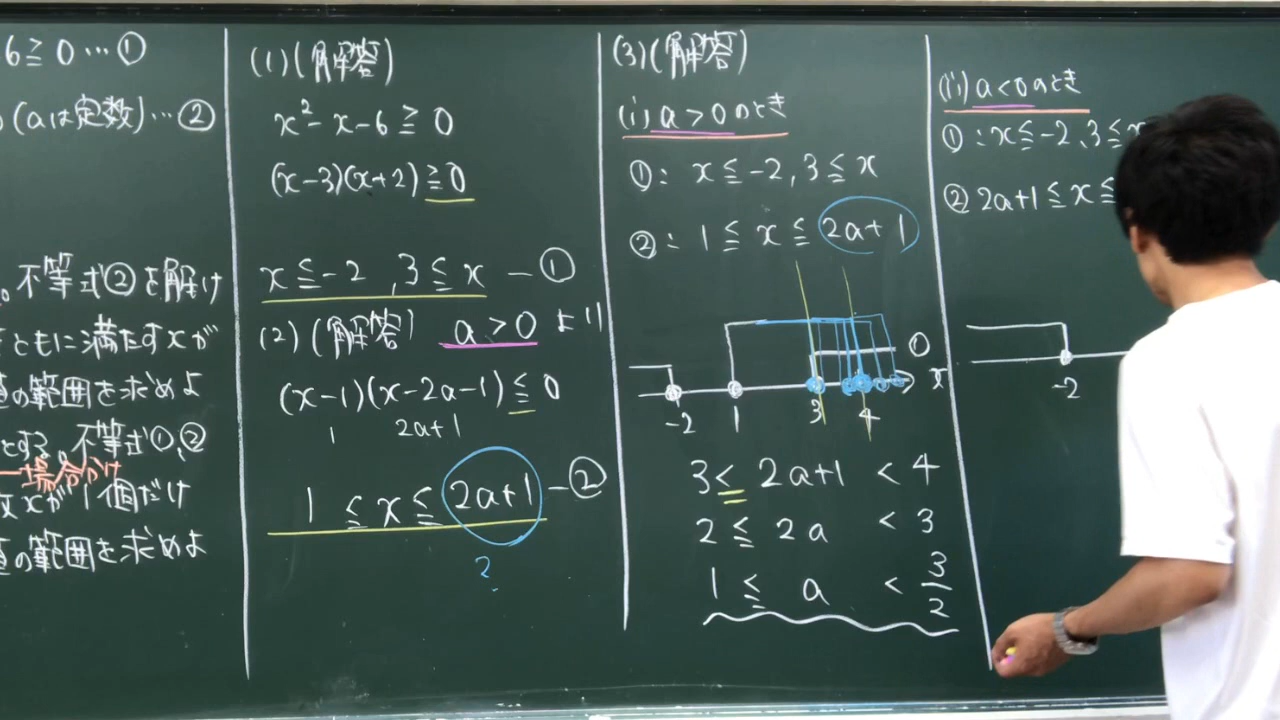 6≧0…①
(aは定数)…②
。不等式②を解け
ともに満たすxが
の範囲を求めよ
とする。不等式①,②
場合分け
xが1個だけ
の範囲を求めよ
(1)(解答)
x²-x-6≧0
(x-3)(x+2)≧0
x≦-2,3≦x —①
(2)(解答) a>0より
(x-1)(x-2a-1)≦0
1 2a+1
1≦x≦2a+1 —②
?
(3)(解答)
(i)a>0のとき
①: x≦-2,3≦x
②: 1≦x≦2a+1
①
-2 1 3 4 x
3≦2a+1<4
2≦2a<3
1≦a<3/2
(ii)a<0のとき
①:x≦-2,3≦x
②2a+1≦x≦
-2